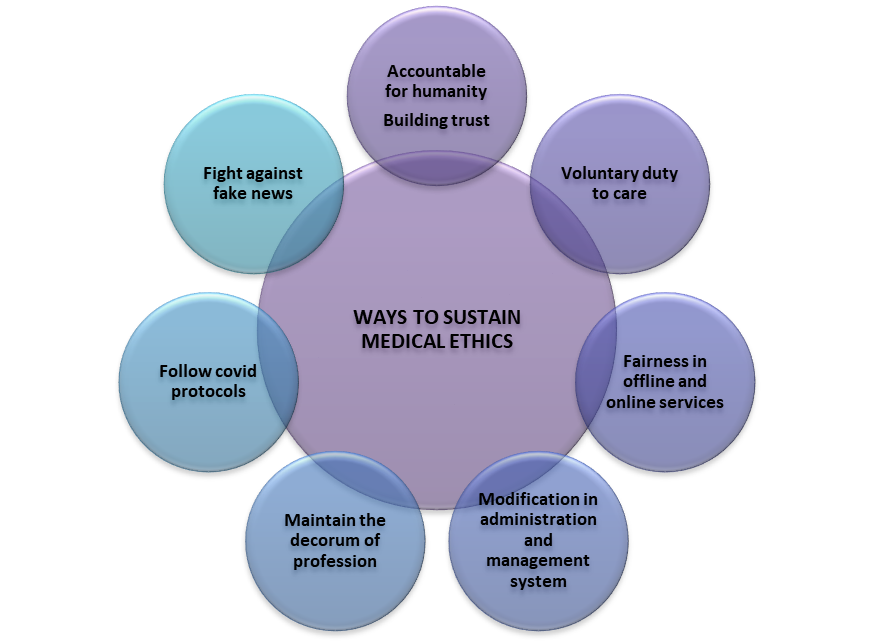 Accountable
for humanity
Building trust
Voluntary duty
to care
Fairness in
offline and
online services
Modification in
administration
and
management
system
Maintain the
decorum of
profession
Follow covid
protocols
Fight against
fake news
WAYS TO SUSTAIN
MEDICAL ETHICS